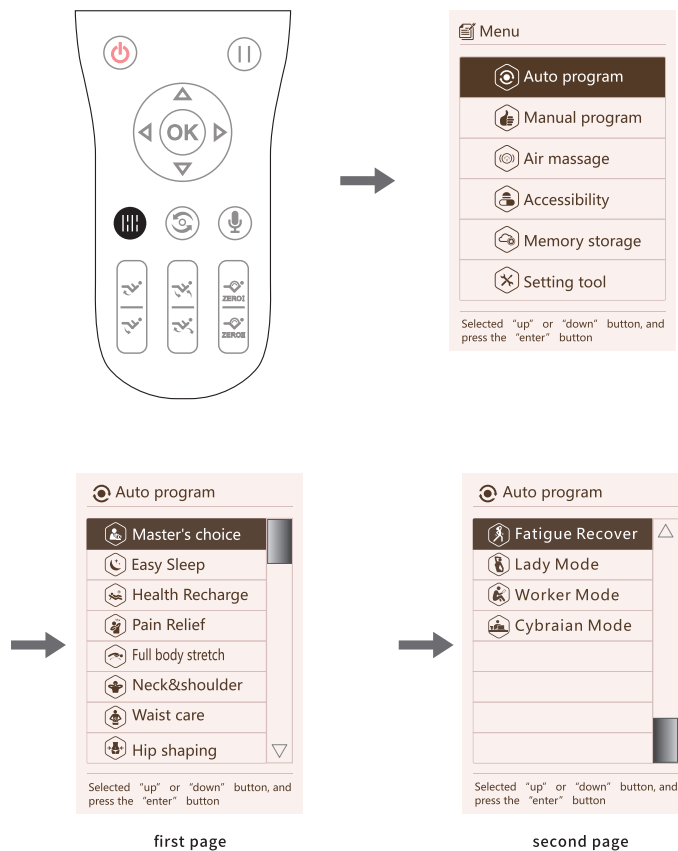 Menu
Auto program
OK
Manual program
Air massage
Accessibility
Memory storage
ZEROI ZEROII
Setting tool
Selected “up” or “down” button, and
press the “enter” button
Auto program
Master's choice
Easy Sleep
Health Recharge
Pain Relief
Full body stretch
Neck&shoulder
Waist care
Hip shaping
Selected “up” or “down” button, and
press the “enter” button
first page
Auto program
Fatigue Recover
Lady Mode
Worker Mode
Cybraian Mode
Selected “up” or “down” button, and
press the “enter” button
second page